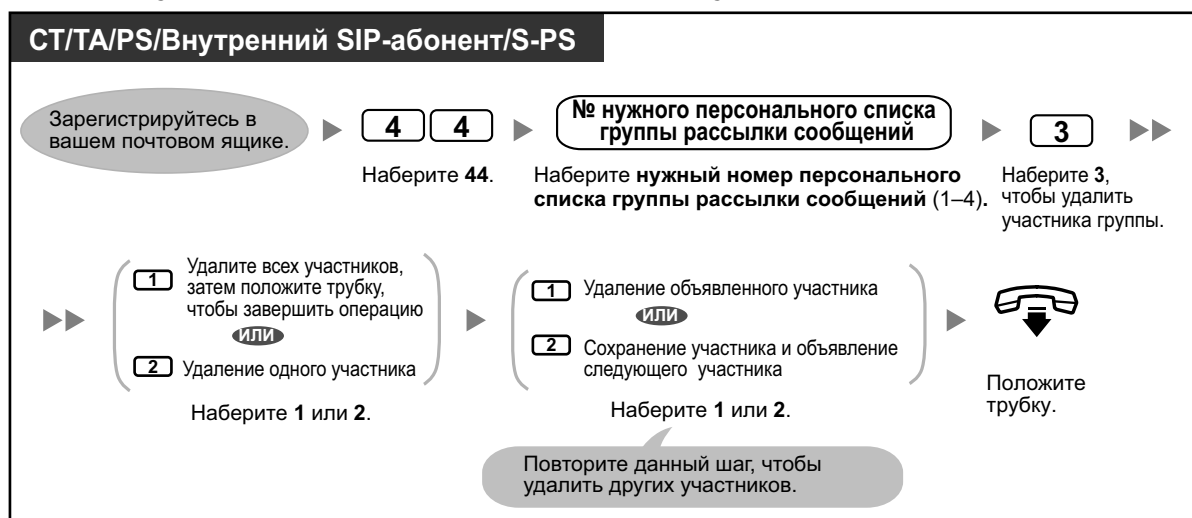 СТ/ТА/PS/Внутренний SIP-абонент/S-PS
Зарегистрируйтесь в
вашем почтовом ящике.
4 4
Наберите 44.
№ нужного персонального списка
группы рассылки сообщений
Наберите нужный номер персонального
списка группы рассылки сообщений (1–4).
3
Наберите 3,
чтобы удалить
участника группы.
1 Удалите всех участников,
затем положите трубку,
чтобы завершить операцию
ИЛИ
2 Удаление одного участника
Наберите 1 или 2.
1 Удаление объявленного участника
ИЛИ
2 Сохранение участника и объявление
следующего участника
Наберите 1 или 2.
Повторите данный шаг, чтобы
удалить других участников.
Положите
трубку.